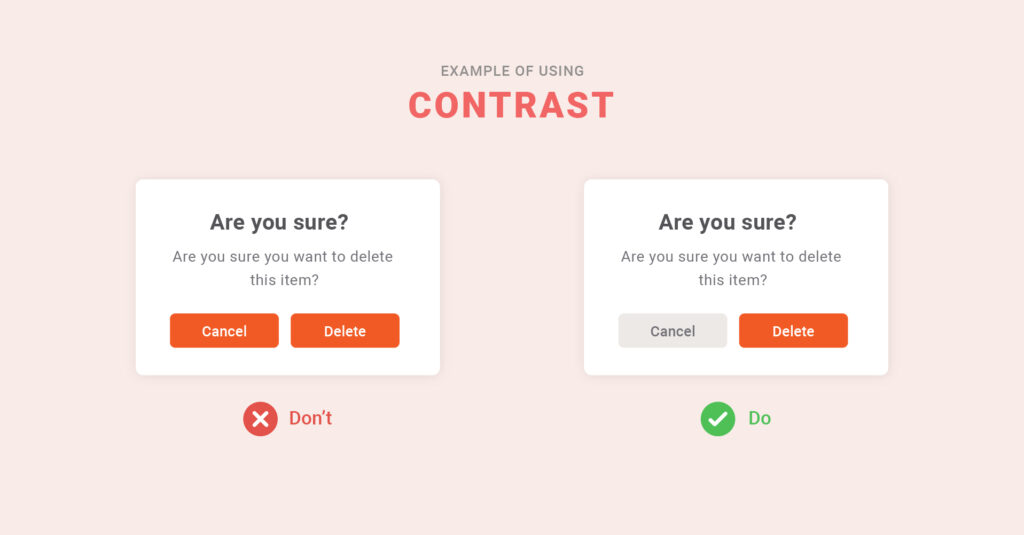 EXAMPLE OF USING
CONTRAST
Are you sure?
Are you sure you want to delete
this item?
Cancel
Delete
Don't
Are you sure?
Are you sure you want to delete
this item?
Cancel
Delete
Do